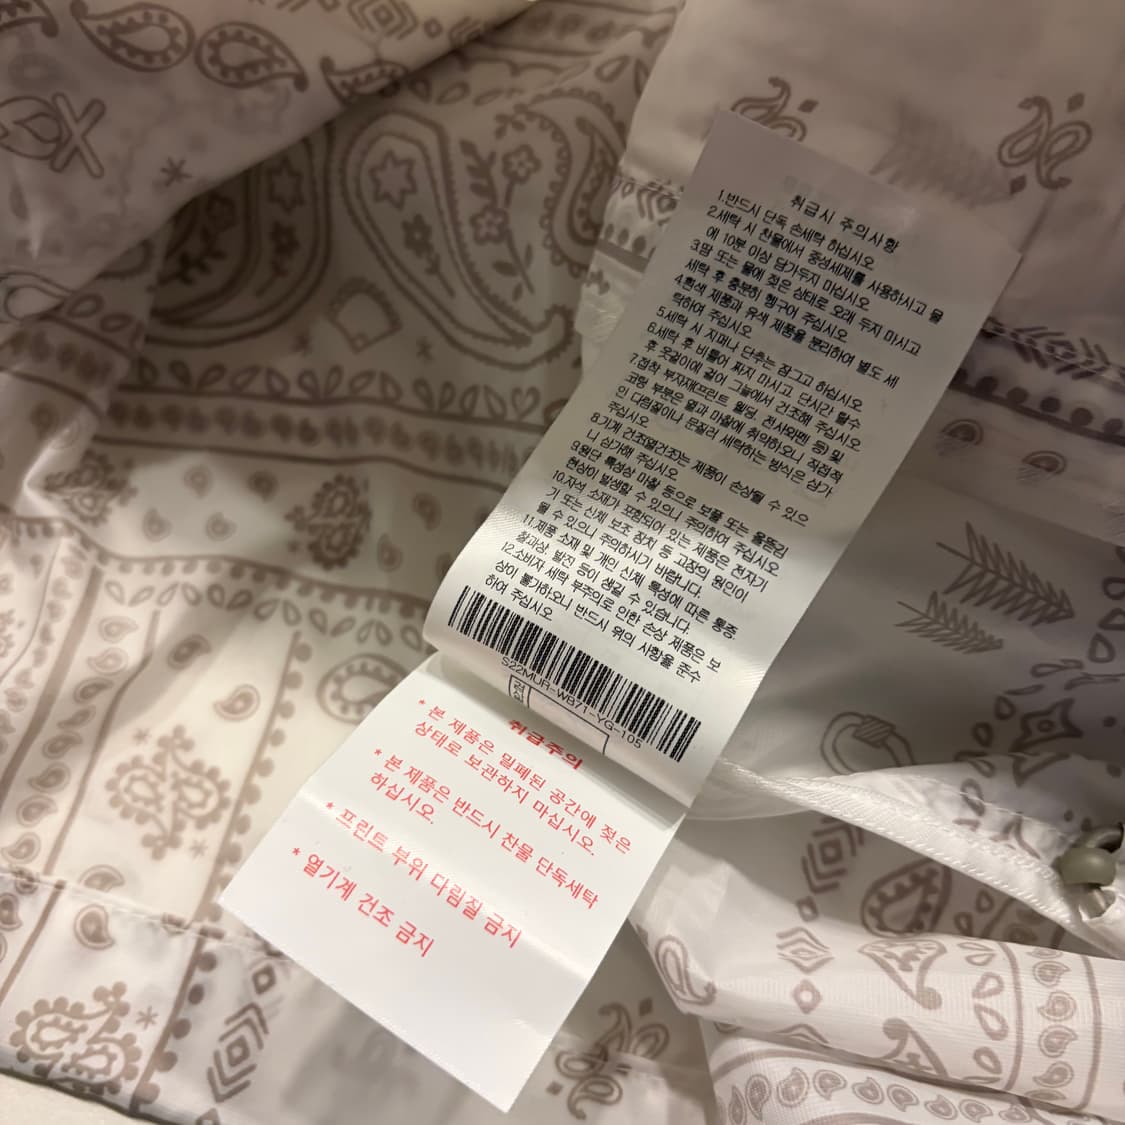 취급시 주의사항
1.반드시 단독 손세탁 하십시오
2.세탁 시 찬물에서 중성세제를 사용하시고 물
에 10분 이상 담가두지 마십시오
3.땀 또는 물에 젖은 상태로 오래 두지 마시고
세탁 후 충분히 헹구어 주십시오
4.흰색 제품과 유색 제품을 분리하여 별도 세
탁하여 주십시오
5.세탁 시 지퍼나 단추는 잠그고 하십시오
6.세탁 후 비틀어 짜지 마시고 단시간 탈수
후 옷걸이에 걸어 그늘에서 건조해 주십시오
7.접착 부자재(프린트 웰딩, 전사와펜 등) 및
코팅 부분은 열과 마찰에 취약하오니 직접적
인 다림질이나 문질러 세탁하는 방식은 삼가
주십시오
8.기계 건조(열건조)는 제품이 손상될 수 있으
니 삼가해 주십시오
9.원단 특성상 마찰 등으로 보풀 또는 올뜯김
현상이 발생할 수 있으니 주의하여 주십시오
10.자석 소재가 포함되어 있는 제품은 전자기
기 또는 신체 보조 장치 등 고장의 원인이
될 수 있으니 주의하시기 바랍니다.
11.제품 소재 및 개인 신체 특성에 따른 통증,
찰과상, 발진 등이 생길 수 있습니다.
12.소비자 세탁 부주의로 인한 손상 제품은 보
상이 불가하오니 반드시 위의 사항을 준수
하여 주십시오
S22MUR-WB71-YG-105
취급주의
* 본 제품은 밀폐된 공간에 젖은
상태로 보관하지 마십시오.
* 본 제품은 반드시 찬물 단독세탁
하십시오.
* 프린트 부위 다림질 금지
* 열기계 건조 금지